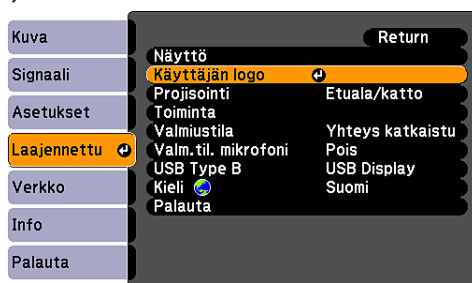 Kuva
Signaali
Asetukset
Laajennettu
Verkko
Info
Palauta
Return
Näyttö
Käyttäjän logo
Projisointi Etuala/katto
Toiminta
Valmiustila Yhteys katkaistu
Valm.til. mikrofoni Pois
USB Type B USB Display
Kieli Suomi
Palauta